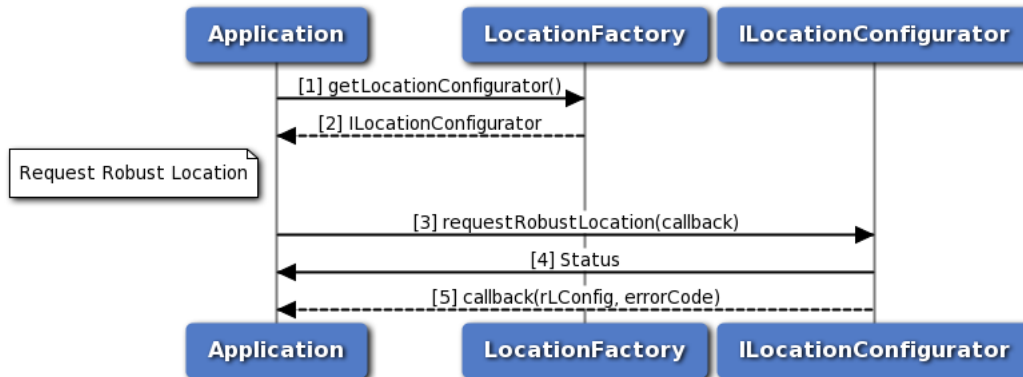 Application
LocationFactory
ILocationConfigurator
[1] getLocationConfigurator()
[2] ILocationConfigurator
Request Robust Location
[3] requestRobustLocation(callback)
[4] Status
[5] callback(rLConfig, errorCode)
Application
LocationFactory
ILocationConfigurator